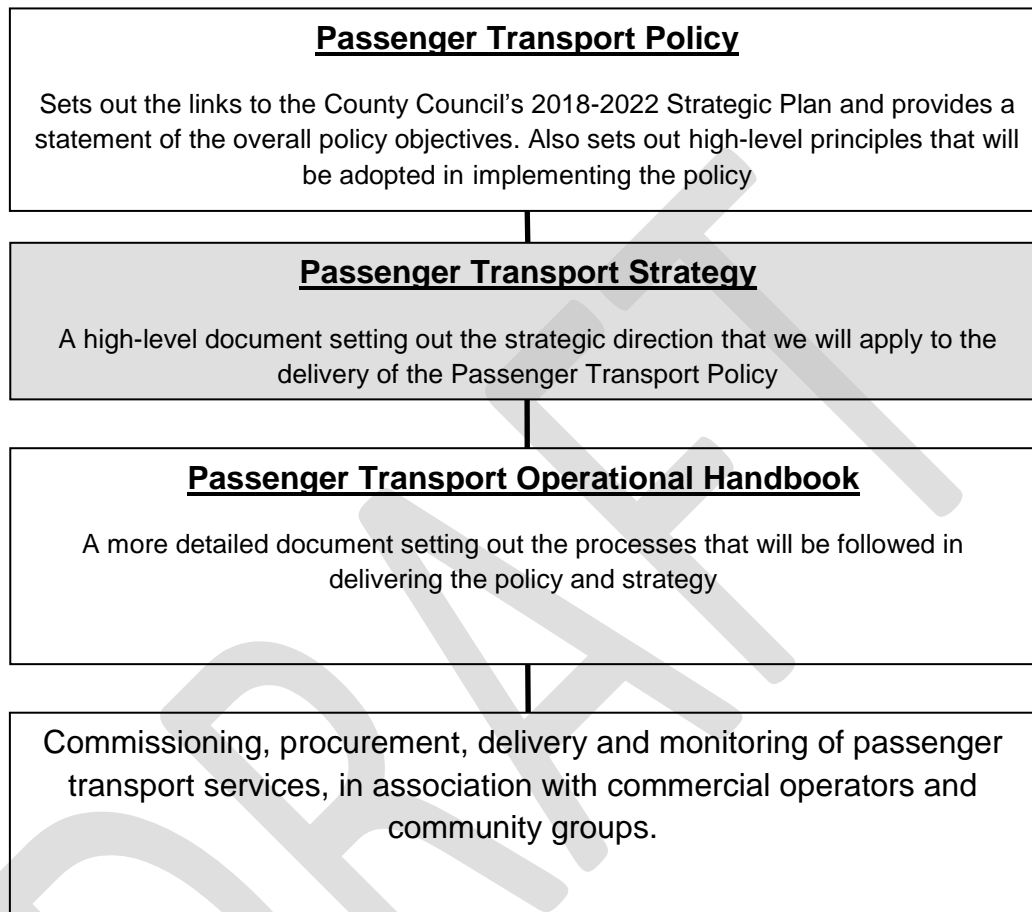 Passenger Transport Policy
Sets out the links to the County Council's 2018-2022 Strategic Plan and provides a
statement of the overall policy objectives. Also sets out high-level principles that will
be adopted in implementing the policy
Passenger Transport Strategy
A high-level document setting out the strategic direction that we will apply to the
delivery of the Passenger Transport Policy
Passenger Transport Operational Handbook
A more detailed document setting out the processes that will be followed in
delivering the policy and strategy
Commissioning, procurement, delivery and monitoring of passenger
transport services, in association with commercial operators and
community groups.
DRAFT